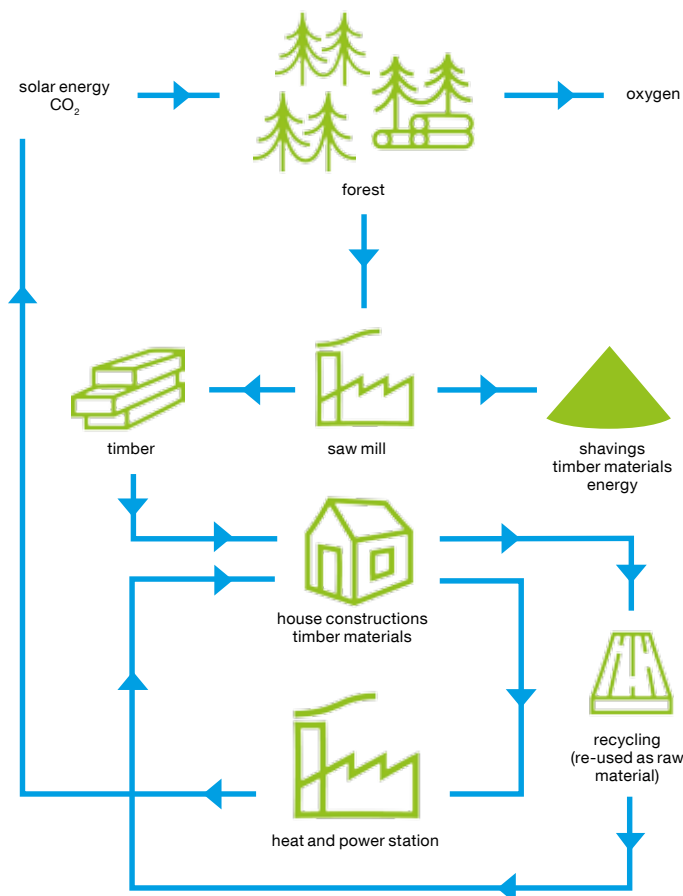 solar energy
CO₂
oxygen
forest
timber
saw mill
shavings
timber materials
energy
house constructions
timber materials
recycling
(re-used as raw
material)
heat and power station